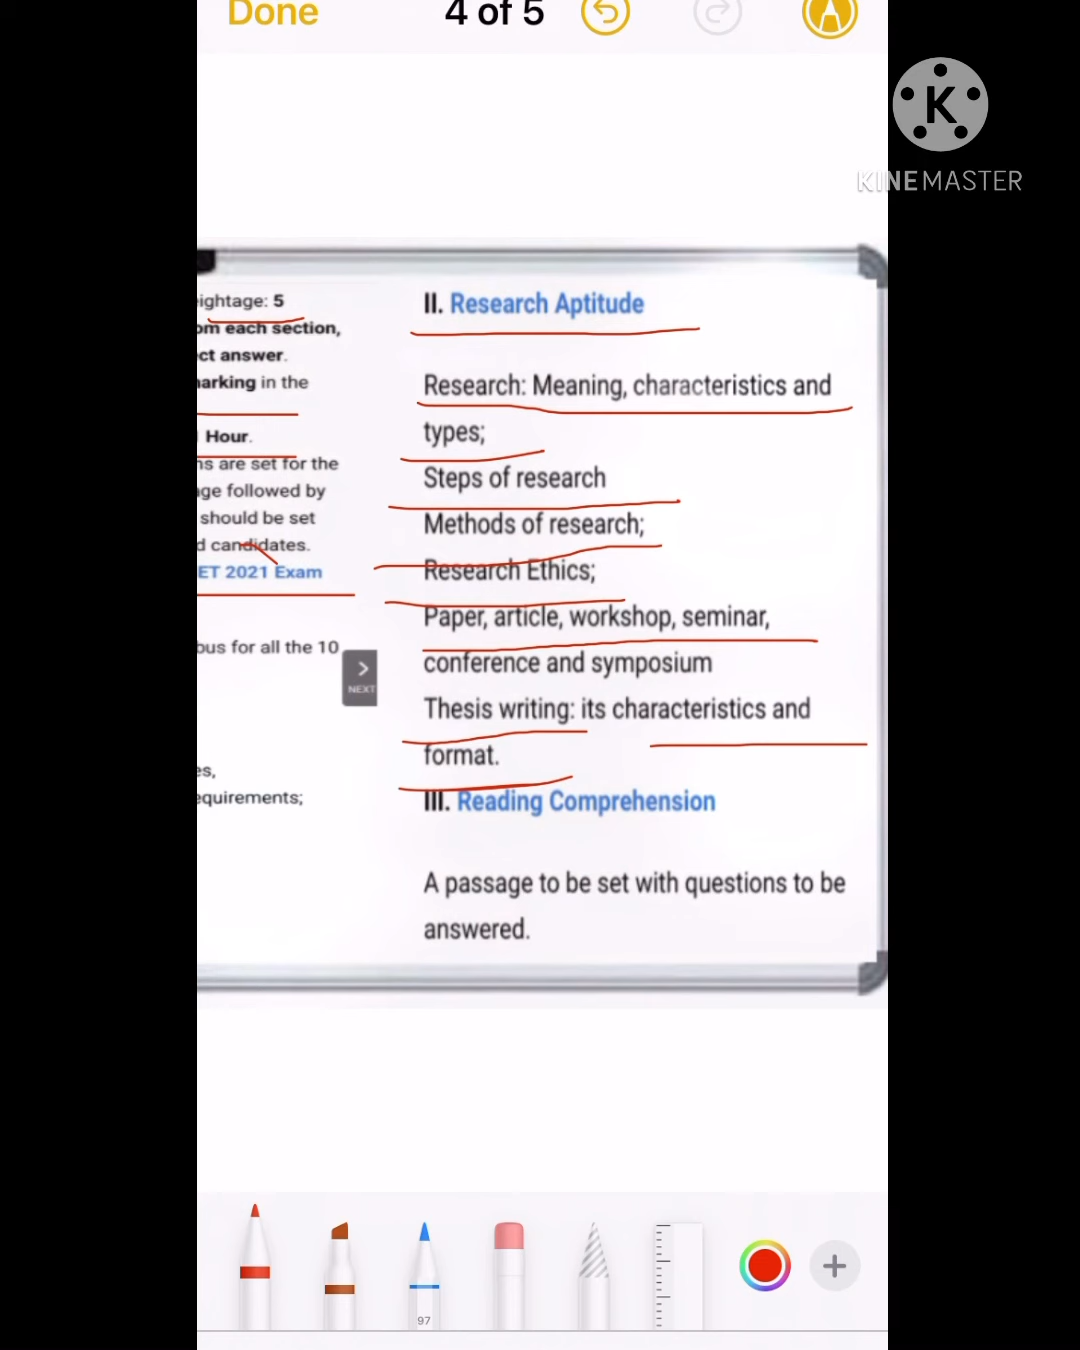 Done
4 of 5
K
KINEMASTER
eightage: 5
om each section,
ct answer.
narking in the
Hour.
ns are set for the
age followed by
should be set
d candidates.
ET 2021 Exam
bus for all the 10
NEXT
es,
equirements;
II. Research Aptitude
Research: Meaning, characteristics and
types;
Steps of research
Methods of research;
Research Ethics;
Paper, article, workshop, seminar,
conference and symposium
Thesis writing: its characteristics and
format.
III. Reading Comprehension
A passage to be set with questions to be
answered.
97